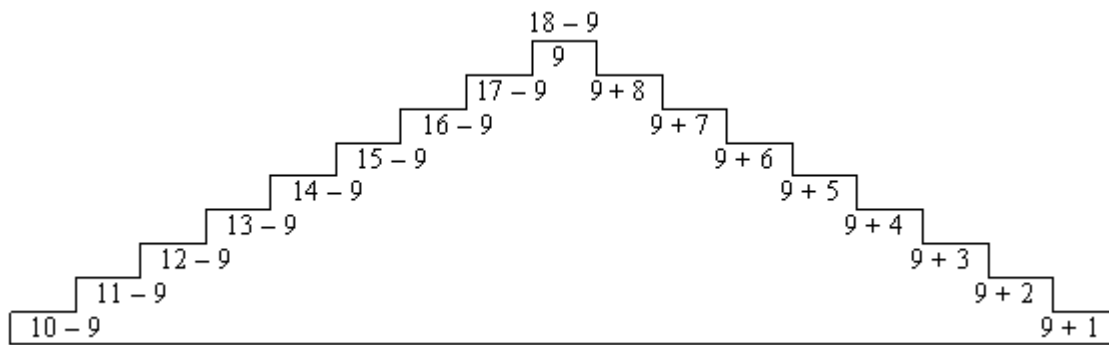 18 – 9
9
17 – 9 9 + 8
16 – 9 9 + 7
15 – 9 9 + 6
14 – 9 9 + 5
13 – 9 9 + 4
12 – 9 9 + 3
11 – 9 9 + 2
10 – 9 9 + 1